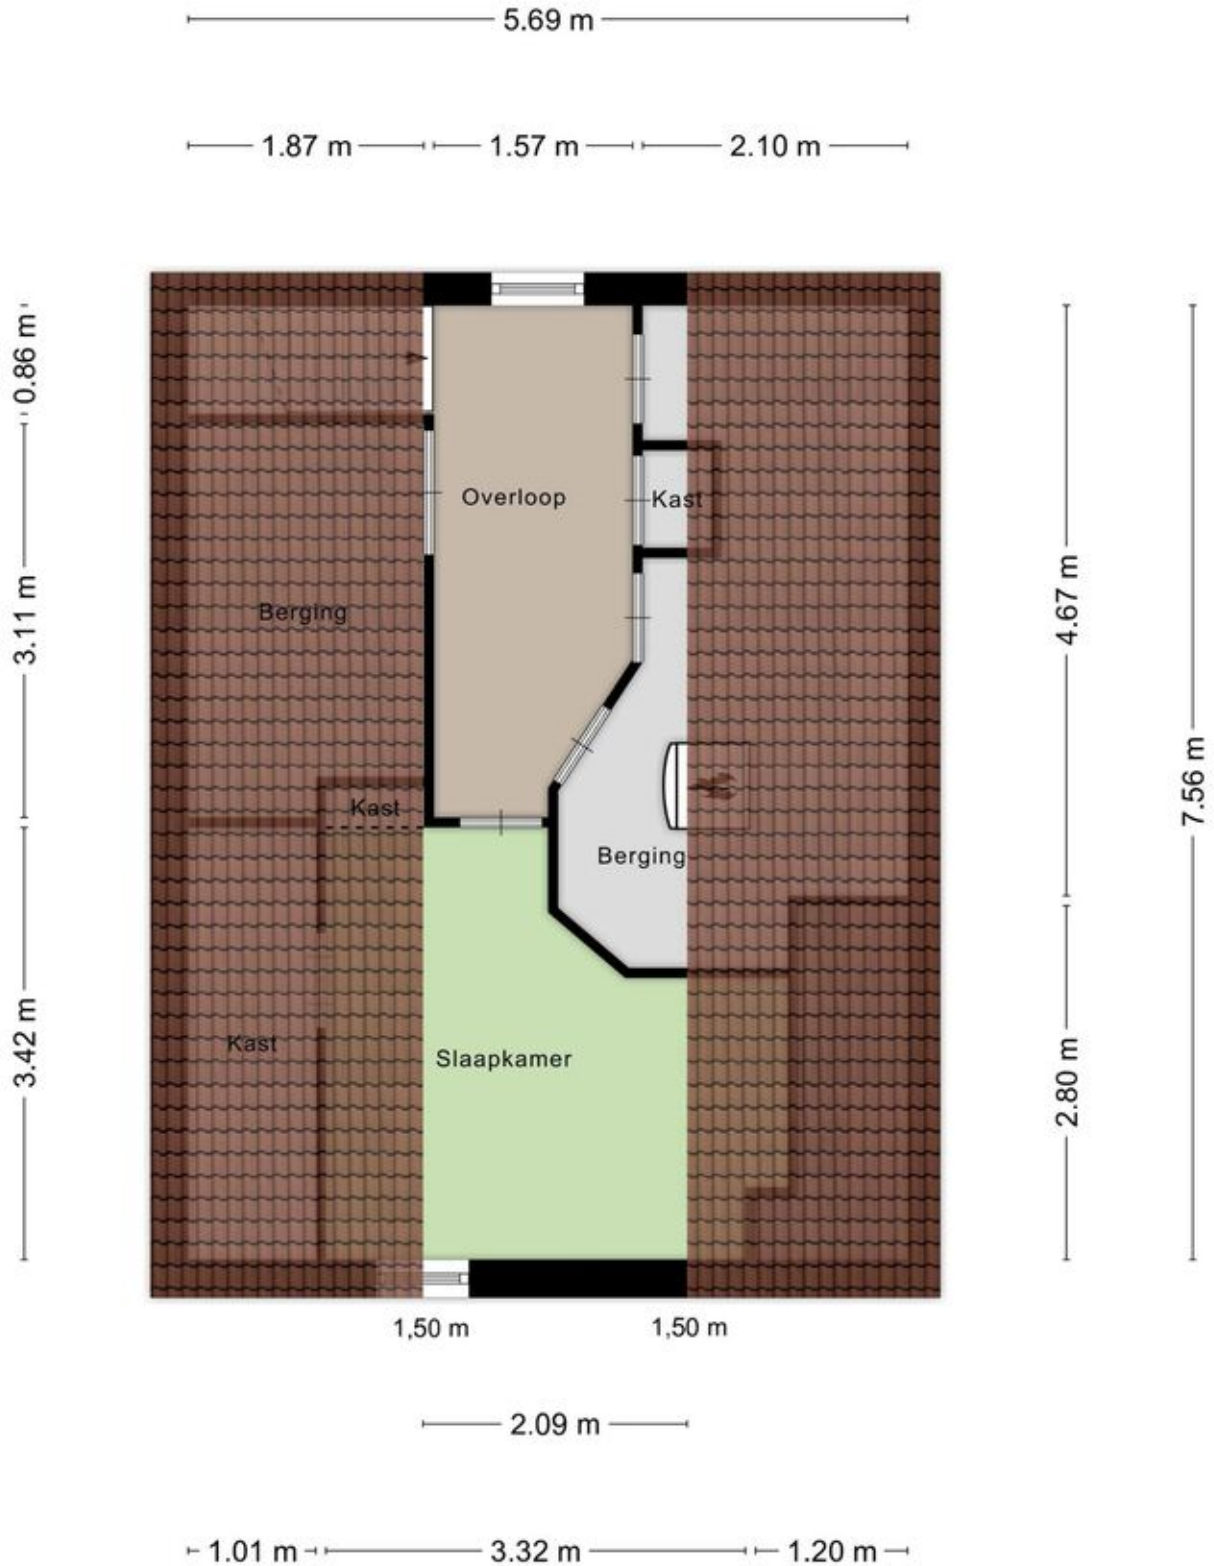 5.69 m
1.87 m
1.57 m
2.10 m
0.86 m
3.11 m
3.42 m
Overloop
Kast
Berging
Kast
Berging
Kast
Slaapkamer
4.67 m
2.80 m
7.56 m
1,50 m
1,50 m
2.09 m
1.01 m
3.32 m
1.20 m